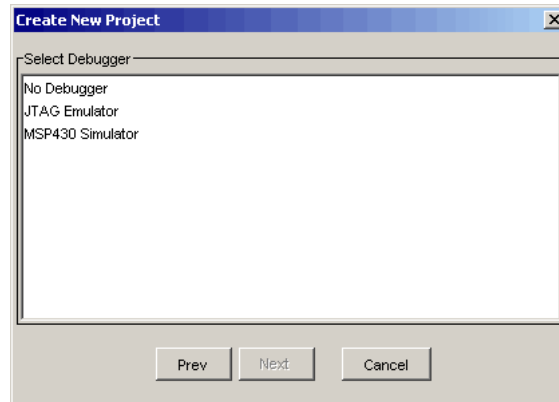 Create New Project
Select Debugger
No Debugger
JTAG Emulator
MSP430 Simulator
Prev Next Cancel